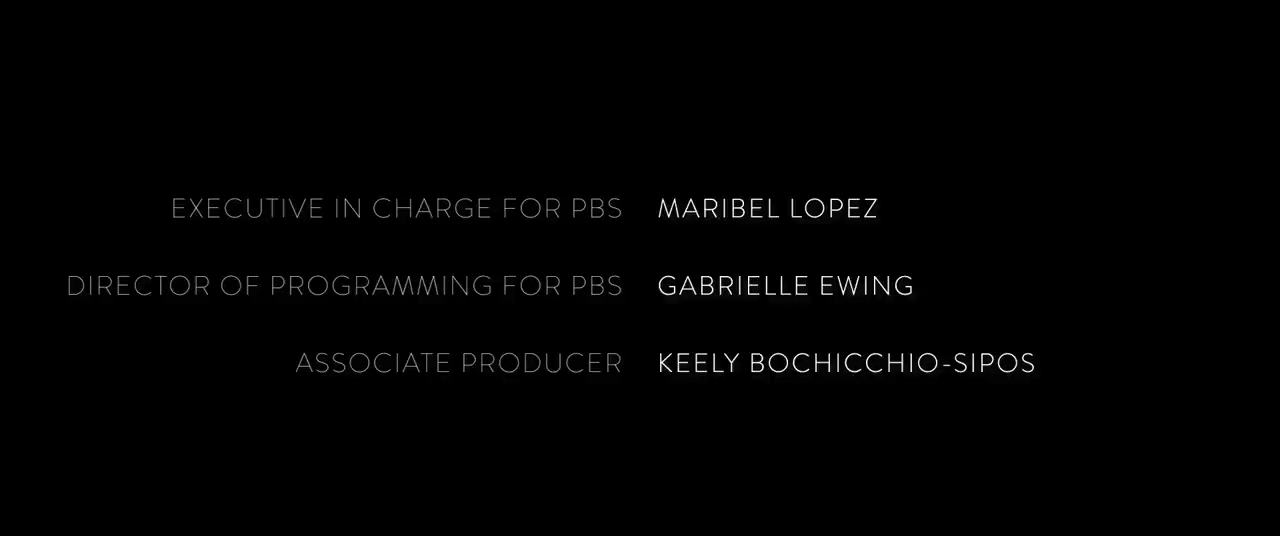 EXECUTIVE IN CHARGE FOR PBS MARIBEL LOPEZ
DIRECTOR OF PROGRAMMING FOR PBS GABRIELLE EWING
ASSOCIATE PRODUCER KEELY BOCHICCHIO-SIPOS